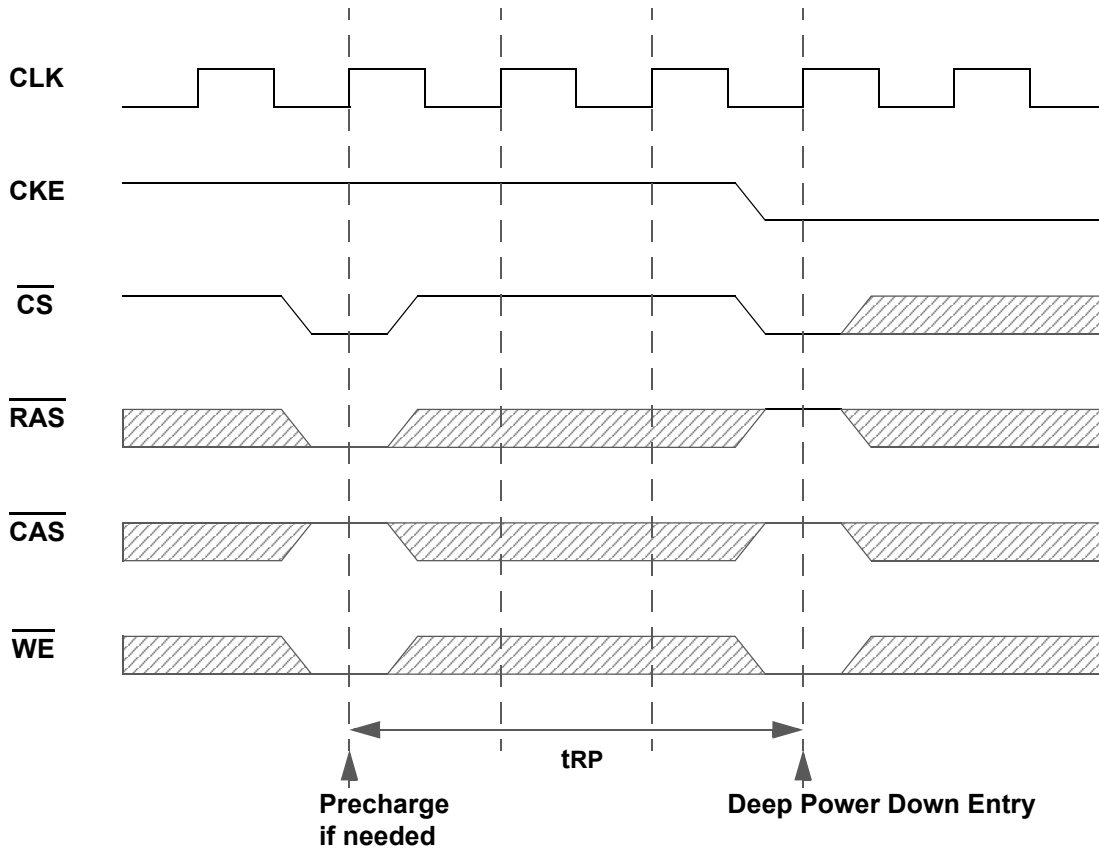 CLK
CKE
CS
RAS
CAS
WE
tRP
Precharge
if needed
Deep Power Down Entry